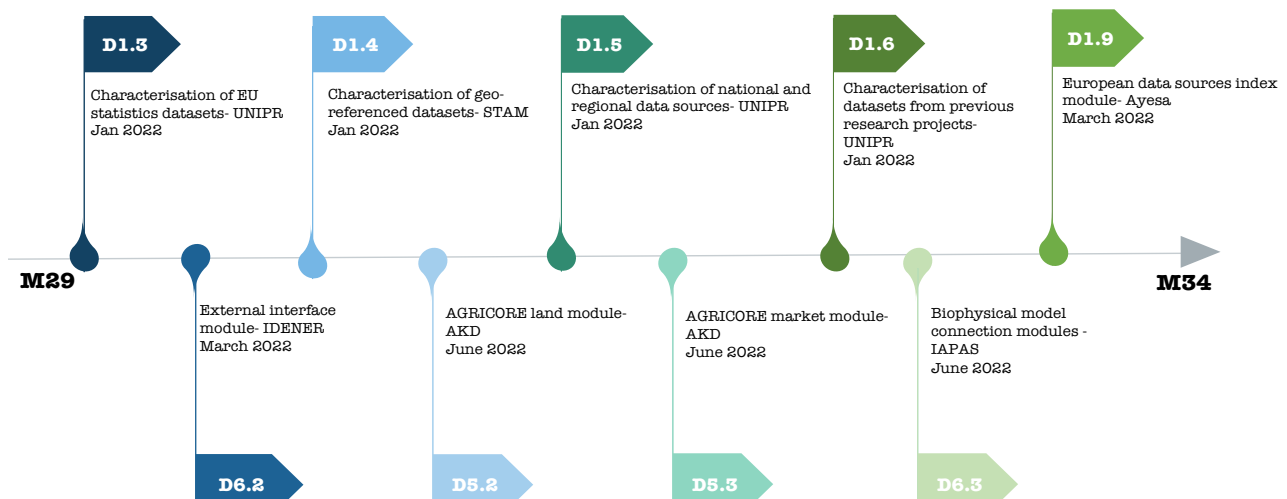 D1.3
Characterisation of EU
statistics datasets- UNIPR
Jan 2022
D1.4
Characterisation of geo-
referenced datasets- STAM
Jan 2022
D1.5
Characterisation of national and
regional data sources- UNIPR
Jan 2022
D1.6
Characterisation of
datasets from previous
research projects-
UNIPR
Jan 2022
D1.9
European data sources index
module- Ayesa
March 2022
M29
M34
External interface
module- IDENER
March 2022
D6.2
AGRICORE land module-
AKD
June 2022
D5.2
AGRICORE market module-
AKD
June 2022
D5.3
Biophysical model
connection modules -
IAPAS
June 2022
D6.3